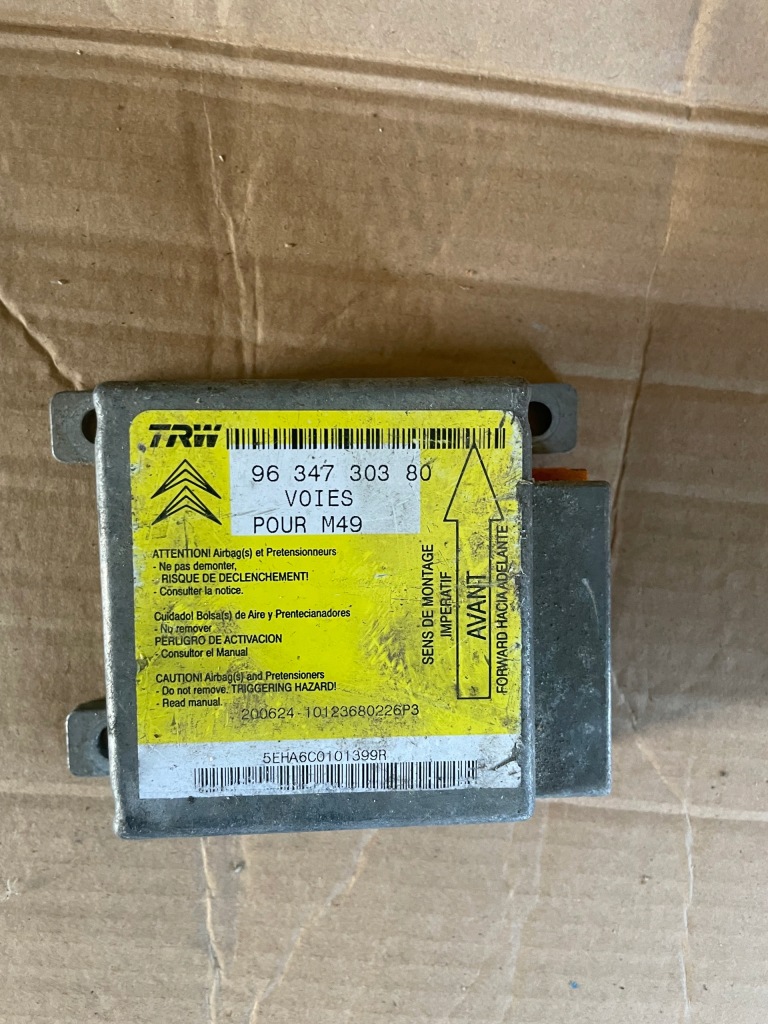 TRW
96 347 303 80
VOIES
POUR M49
ATTENTION! Airbag(s) et Pretensionneurs
- Ne pas demonter,
RISQUE DE DECLENCHEMENT!
- Consulter la notice.
Cuidado! Bolsa(s) de Aire y Prentecianadores
- No remover
PERLIGRO DE ACTIVACION
- Consultor el Manual
CAUTION! Airbag(s) and Pretensioners
- Do not remove. TRIGGERING HAZARD!
- Read manual.
200624-10123680226P3
SENS DE MONTAGE
IMPERATIF
AVANT
FORWARD HACIA ADELANTE
5EHA6C0101399R